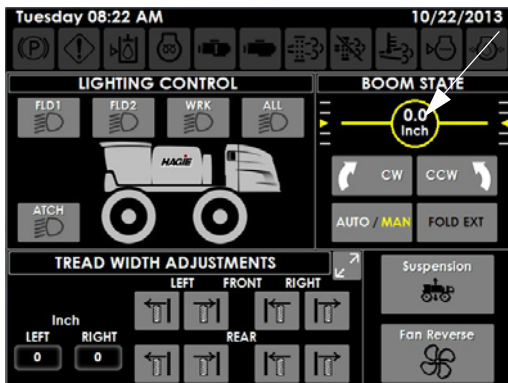 Tuesday 08:22 AM 10/22/2013
(P)
LIGHTING CONTROL
FLD1 FLD2 WRK ALL
HAGIE
ATCH
BOOM STATE
0.0
Inch
CW CCW
AUTO / MAN FOLD EXT
TREAD WIDTH ADJUSTMENTS
LEFT FRONT RIGHT
Inch
LEFT RIGHT REAR
0 0
Suspension
Fan Reverse